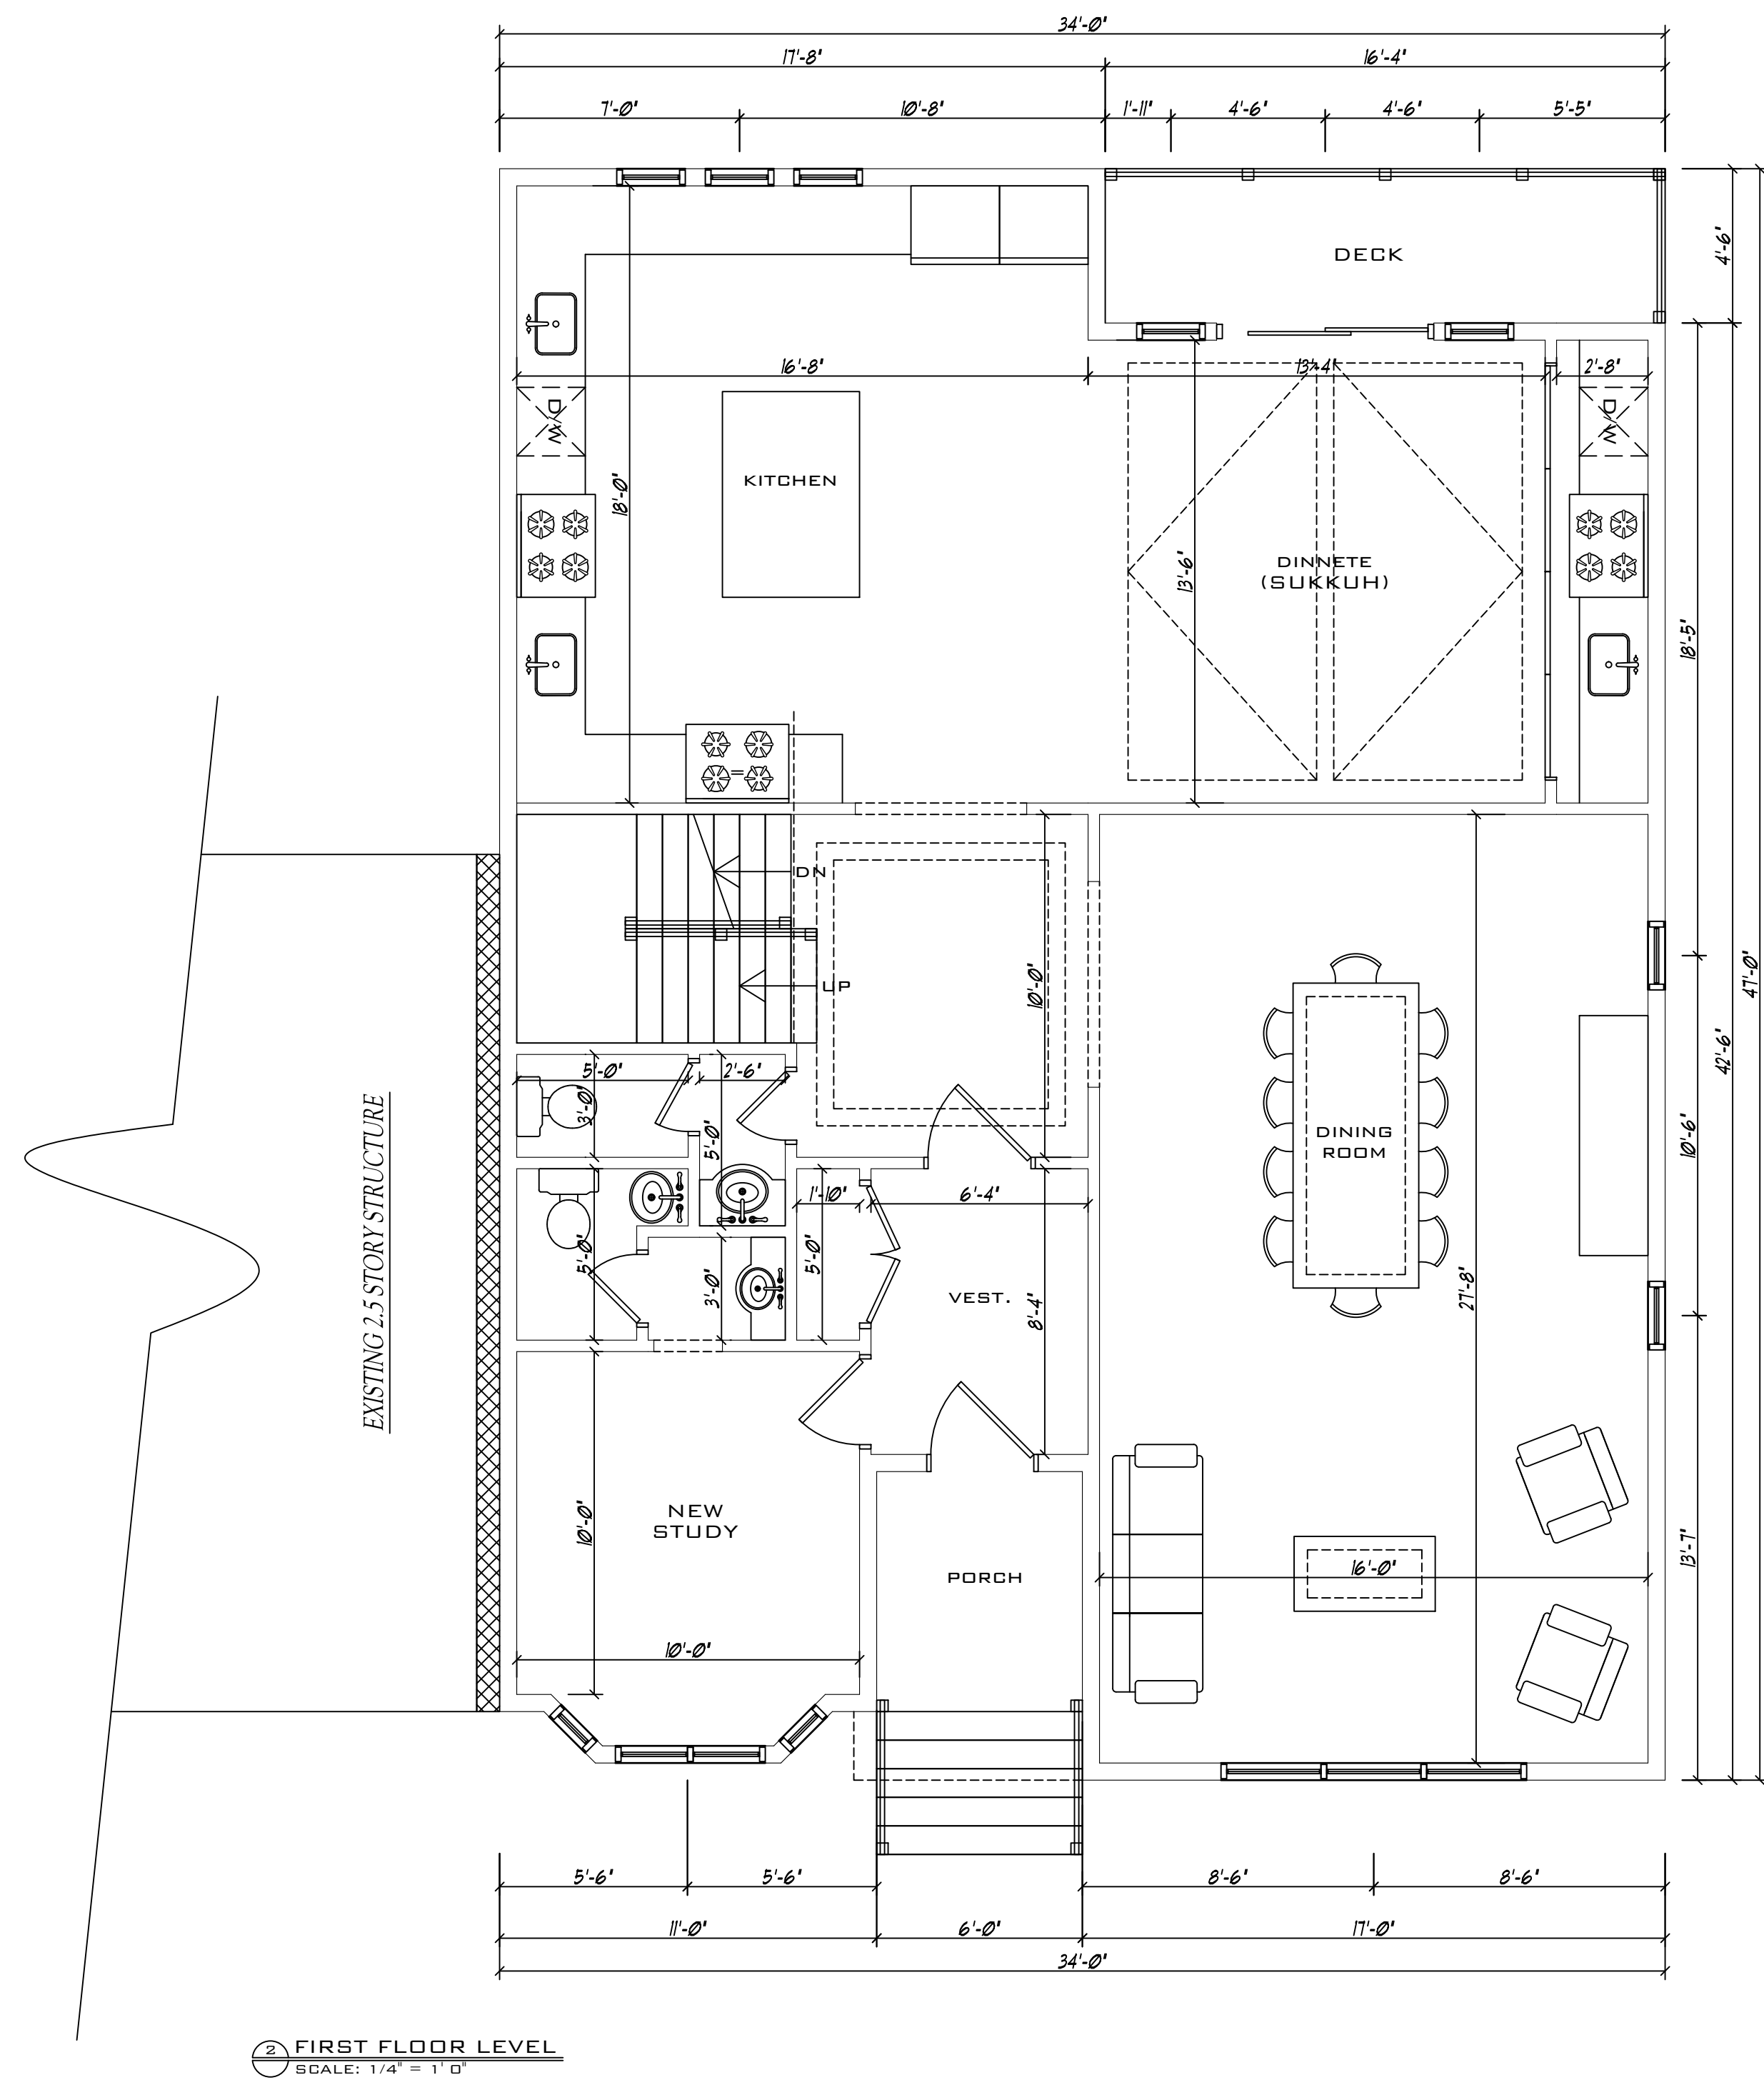 34'-0"
17'-8" 16'-4"
7'-0" 10'-8" 1'-11" 4'-6" 4'-6" 5'-5"
DECK
4'-6"
16'-8" 13'-4" 2'-8"
D/W D/W
KITCHEN
18'-0"
DINNETE
(SUKKUH)
13'-6"
18'-5"
DN
UP
10'-0"
47'-0"
42'-6"
5'-0" 2'-6"
3'-0"
5'-0"
DINING
ROOM
10'-6"
EXISTING 2.5 STORY STRUCTURE
1'-10" 6'-4"
5'-0"
3'-0"
5'-0"
VEST.
8'-4"
27'-8"
NEW
STUDY
10'-0"
PORCH
16'-0"
13'-7"
10'-0"
5'-6" 5'-6" 8'-6" 8'-6"
11'-0" 6'-0" 17'-0"
34'-0"
2 FIRST FLOOR LEVEL
SCALE: 1/4" = 1' 0"